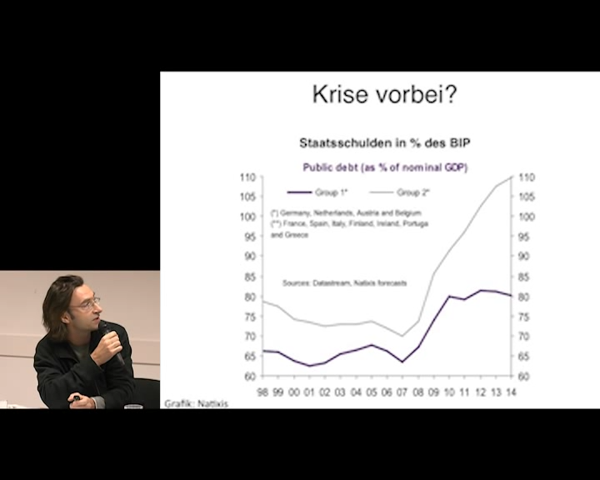 Krise vorbei?
Staatsschulden in % des BIP
Public debt (as % of nominal GDP)
110 110
Group 1* Group 2*
105 105
(*) Germany, Netherlands, Austria and Belgium
100 100
(**) France, Spain, Italy, Finland, Ireland, Portuga
95 and Greece 95
90 90
85 85
Sources: Datastream, Natixis forecasts
80 80
75 75
70 70
65 65
60 60
98 99 00 01 02 03 04 05 06 07 08 09 10 11 12 13 14
Grafik: Natixis